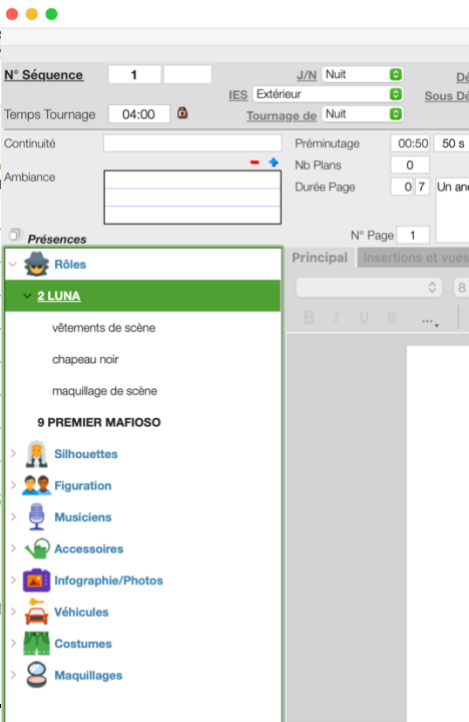 N° Séquence 1 J/N Nuit Dé
IES Extérieur Sous Dé
Temps Tournage 04:00 Tournage de Nuit
Continuité Préminutage 00:50 50 s
Nb Plans 0
Ambiance Durée Page 0 7 Un ane
N° Page 1
Présences
Principal Insertions et vues
Rôles
2 LUNA 8
B I U S ...
vêtements de scène
chapeau noir
maquillage de scène
9 PREMIER MAFIOSO
Silhouettes
Figuration
Musiciens
Accessoires
Infographie/Photos
Véhicules
Costumes
Maquillages